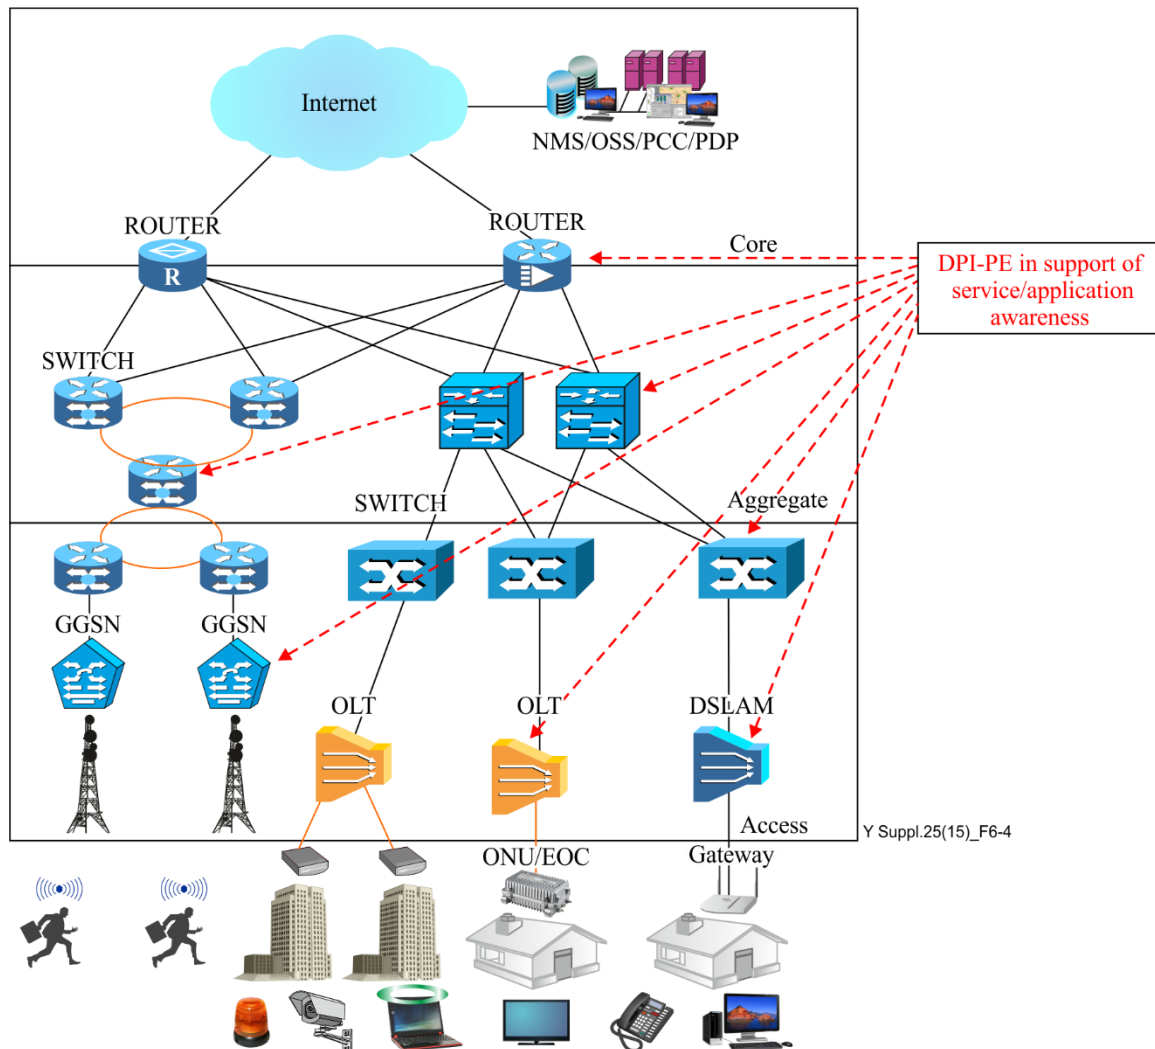 Internet
NMS/OSS/PCC/PDP
ROUTER
ROUTER
Core
R
DPI-PE in support of
service/application
awareness
SWITCH
SWITCH
Aggregate
GGSN
GGSN
OLT
OLT
DSLAM
Access
Y Suppl.25(15)_F6-4
ONU/EOC
Gateway